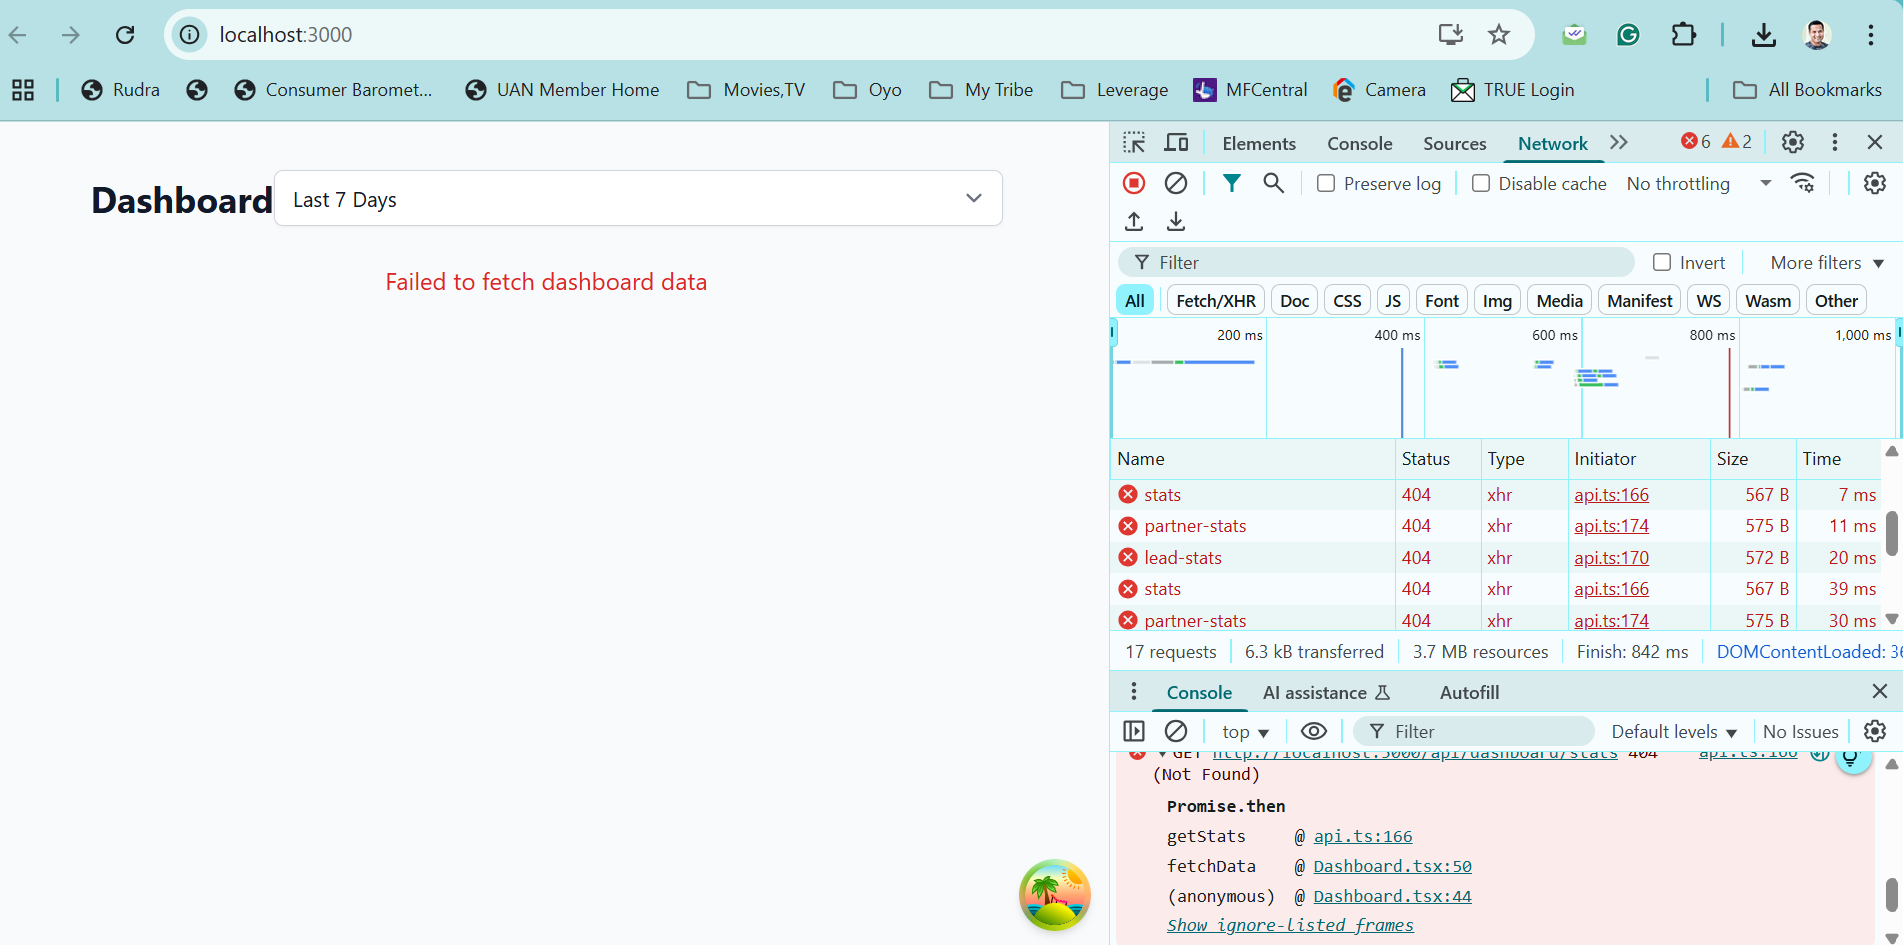 localhost:3000
Rudra
Consumer Baromet...
UAN Member Home
Movies,TV
Oyo
My Tribe
Leverage
MFCentral
Camera
TRUE Login
All Bookmarks
Dashboard
Last 7 Days
Failed to fetch dashboard data
Elements Console Sources Network 6 2
Preserve log Disable cache No throttling
Filter Invert More filters
All Fetch/XHR Doc CSS JS Font Img Media Manifest WS Wasm Other
200 ms 400 ms 600 ms 800 ms 1,000 ms
Name Status Type Initiator Size Time
stats 404 xhr api.ts:166 567 B 7 ms
partner-stats 404 xhr api.ts:174 575 B 11 ms
lead-stats 404 xhr api.ts:170 572 B 20 ms
stats 404 xhr api.ts:166 567 B 39 ms
partner-stats 404 xhr api.ts:174 575 B 30 ms
17 requests 6.3 kB transferred 3.7 MB resources Finish: 842 ms DOMContentLoaded: 36
Console AI assistance Autofill
top Filter Default levels No Issues
GET http://localhost:3000/api/dashboard/stats 404 api.ts:166
(Not Found)
Promise.then
getStats @ api.ts:166
fetchData @ Dashboard.tsx:50
(anonymous) @ Dashboard.tsx:44
Show ignore-listed frames